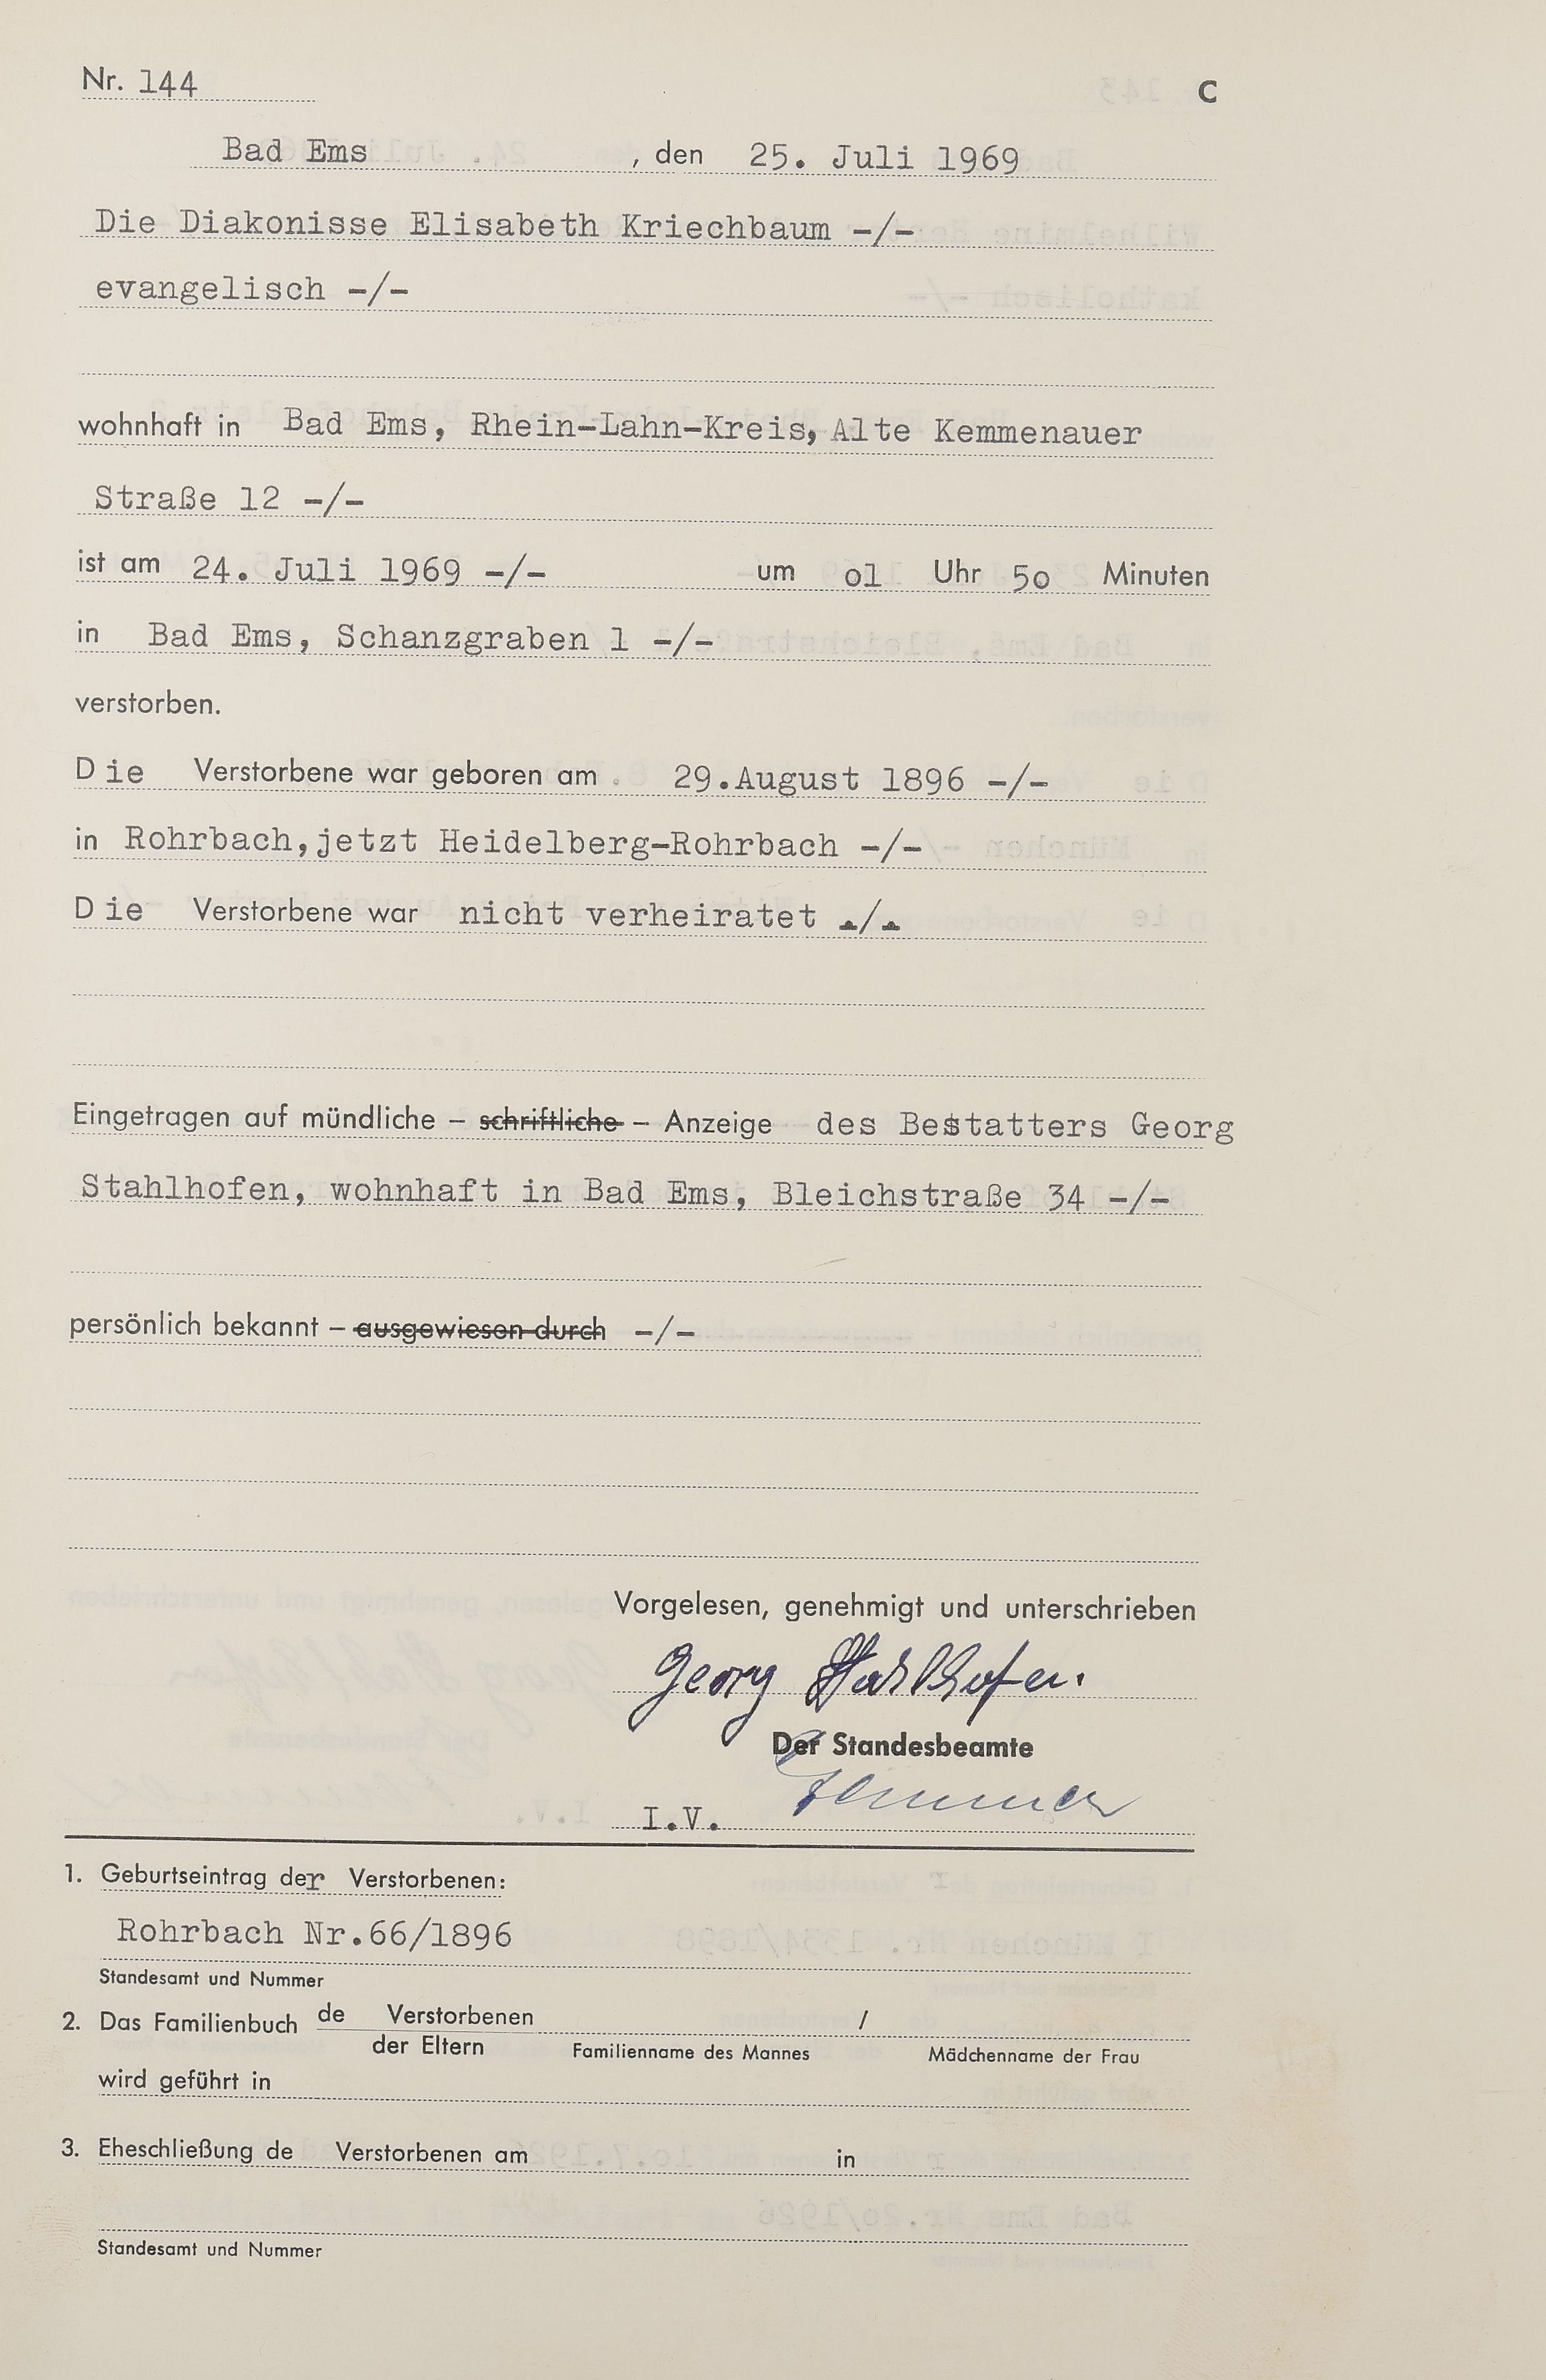 Nr. 144
C
Bad Ems , den 25. Juli 1969
Die Diakonisse Elisabeth Kriechbaum -/-
evangelisch -/-
wohnhaft in Bad Ems, Rhein-Lahn-Kreis, Alte Kemmenauer
Straße 12 -/-
ist am 24. Juli 1969 -/- um o1 Uhr 5o Minuten
in Bad Ems, Schanzgraben 1 -/-
verstorben.
Die Verstorbene war geboren am 29.August 1896 -/-
in Rohrbach,jetzt Heidelberg-Rohrbach -/-
Die Verstorbene war nicht verheiratet -/-
Eingetragen auf mündliche – schriftliche – Anzeige des Bestatters Georg
Stahlhofen, wohnhaft in Bad Ems, Bleichstraße 34 -/-
persönlich bekannt – ausgewiesen durch -/-
Vorgelesen, genehmigt und unterschrieben
Georg Stahlhofen.
Der Standesbeamte
I.V.
1. Geburtseintrag der Verstorbenen:
Rohrbach Nr.66/1896
Standesamt und Nummer
2. Das Familienbuch de Verstorbenen /
der Eltern Familienname des Mannes Mädchenname der Frau
wird geführt in
3. Eheschließung de Verstorbenen am in
Standesamt und Nummer